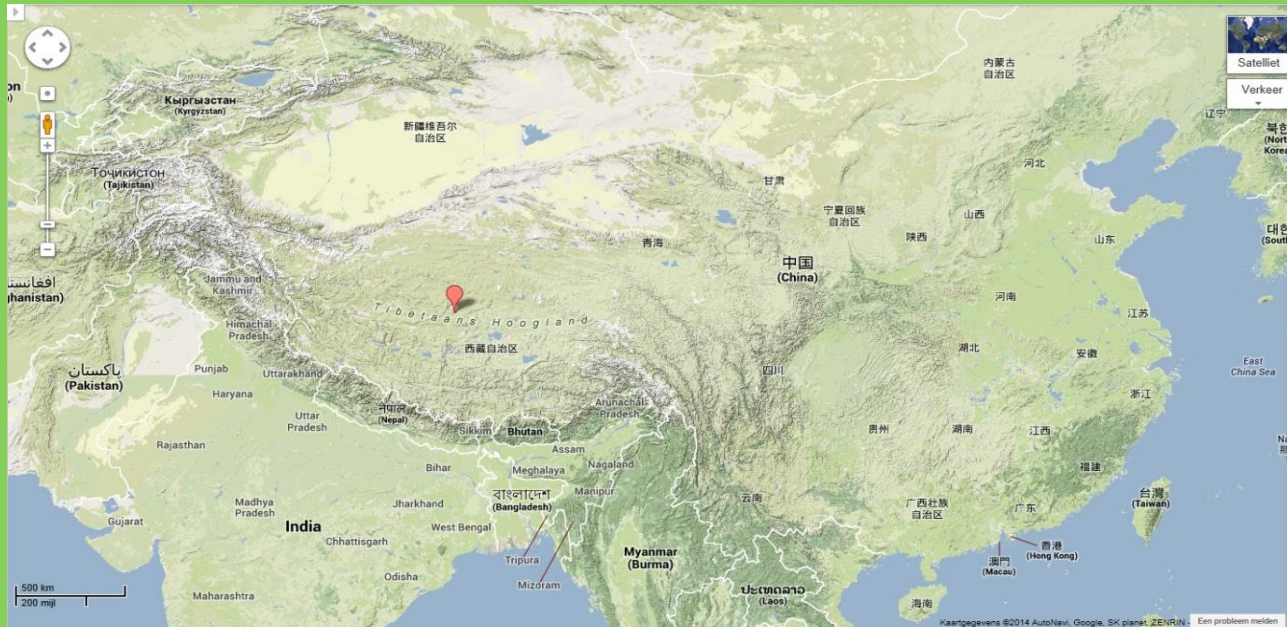 内蒙古
自治区
Satelliet
Verkeer
Кыргызстан
(Kyrgyzstan)
新疆维吾尔
自治区
辽宁
(North
Korea
Тоҷикистон
(Tajikistan)
河北
甘肃
宁夏回族
自治区
山西
陕西
山东
青海
中国
(China)
(Sout
افغانست
ghanistan)
Jammu and
Kashmir
Tibetaans Hoogland
河南
江苏
Himachal
Pradesh
西藏自治区
湖北
安徽
East
China Sea
پاکستان
(Pakistan)
Punjab
Uttarakhand
四川
浙江
Haryana
नेपाल
(Nepal)
Arunachal
Pradesh
Uttar
Pradesh
Sikkim
Bhutan
贵州
湖南
江西
Rajasthan
Assam
Bihar
Meghalaya
Nagaland
福建
বাংলাদেশ
(Bangladesh)
Manipur
云南
台灣
(Taiwan)
Gujarat
Madhya
Pradesh
Jharkhand
广西壮族
自治区
广东
India
West Bengal
Chhattisgarh
Tripura
Myanmar
(Burma)
香港
(Hong Kong)
澳門
(Macau)
Odisha
Mizoram
ປະເທດລາວ
(Laos)
500 km
200 mijl
Maharashtra
海南
Kaartgegevens ©2014 AutoNavi, Google, SK planet, ZENRIN -
Een probleem melden